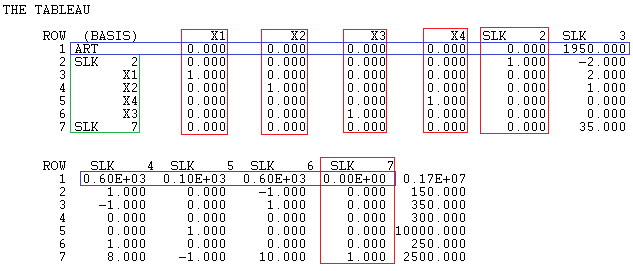 THE TABLEAU
ROW (BASIS) X1 X2 X3 X4 SLK 2 SLK 3
1 ART 0.000 0.000 0.000 0.000 0.000 1950.000
2 SLK 2 0.000 0.000 0.000 0.000 1.000 -2.000
3 X1 1.000 0.000 0.000 0.000 0.000 2.000
4 X2 0.000 1.000 0.000 0.000 0.000 1.000
5 X4 0.000 0.000 0.000 1.000 0.000 0.000
6 X3 0.000 0.000 1.000 0.000 0.000 0.000
7 SLK 7 0.000 0.000 0.000 0.000 0.000 35.000
ROW SLK 4 SLK 5 SLK 6 SLK 7
1 0.60E+03 0.10E+03 0.60E+03 0.00E+00 0.17E+07
2 1.000 0.000 -1.000 0.000 150.000
3 -1.000 0.000 1.000 0.000 350.000
4 0.000 0.000 0.000 0.000 300.000
5 0.000 1.000 0.000 0.000 10000.000
6 1.000 0.000 0.000 0.000 250.000
7 8.000 -1.000 10.000 1.000 2500.000